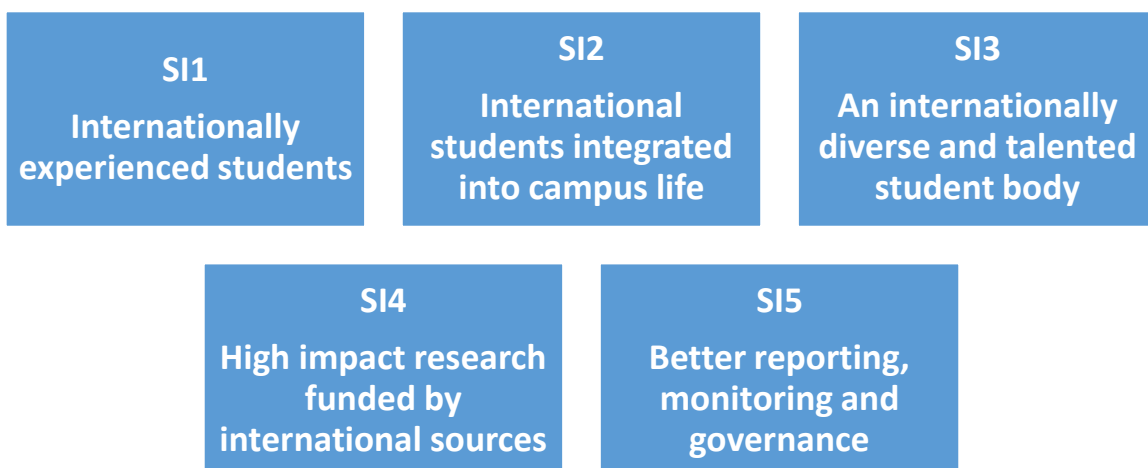 SI1
Internationally
experienced students
SI2
International
students integrated
into campus life
SI3
An internationally
diverse and talented
student body
SI4
High impact research
funded by
international sources
SI5
Better reporting,
monitoring and
governance